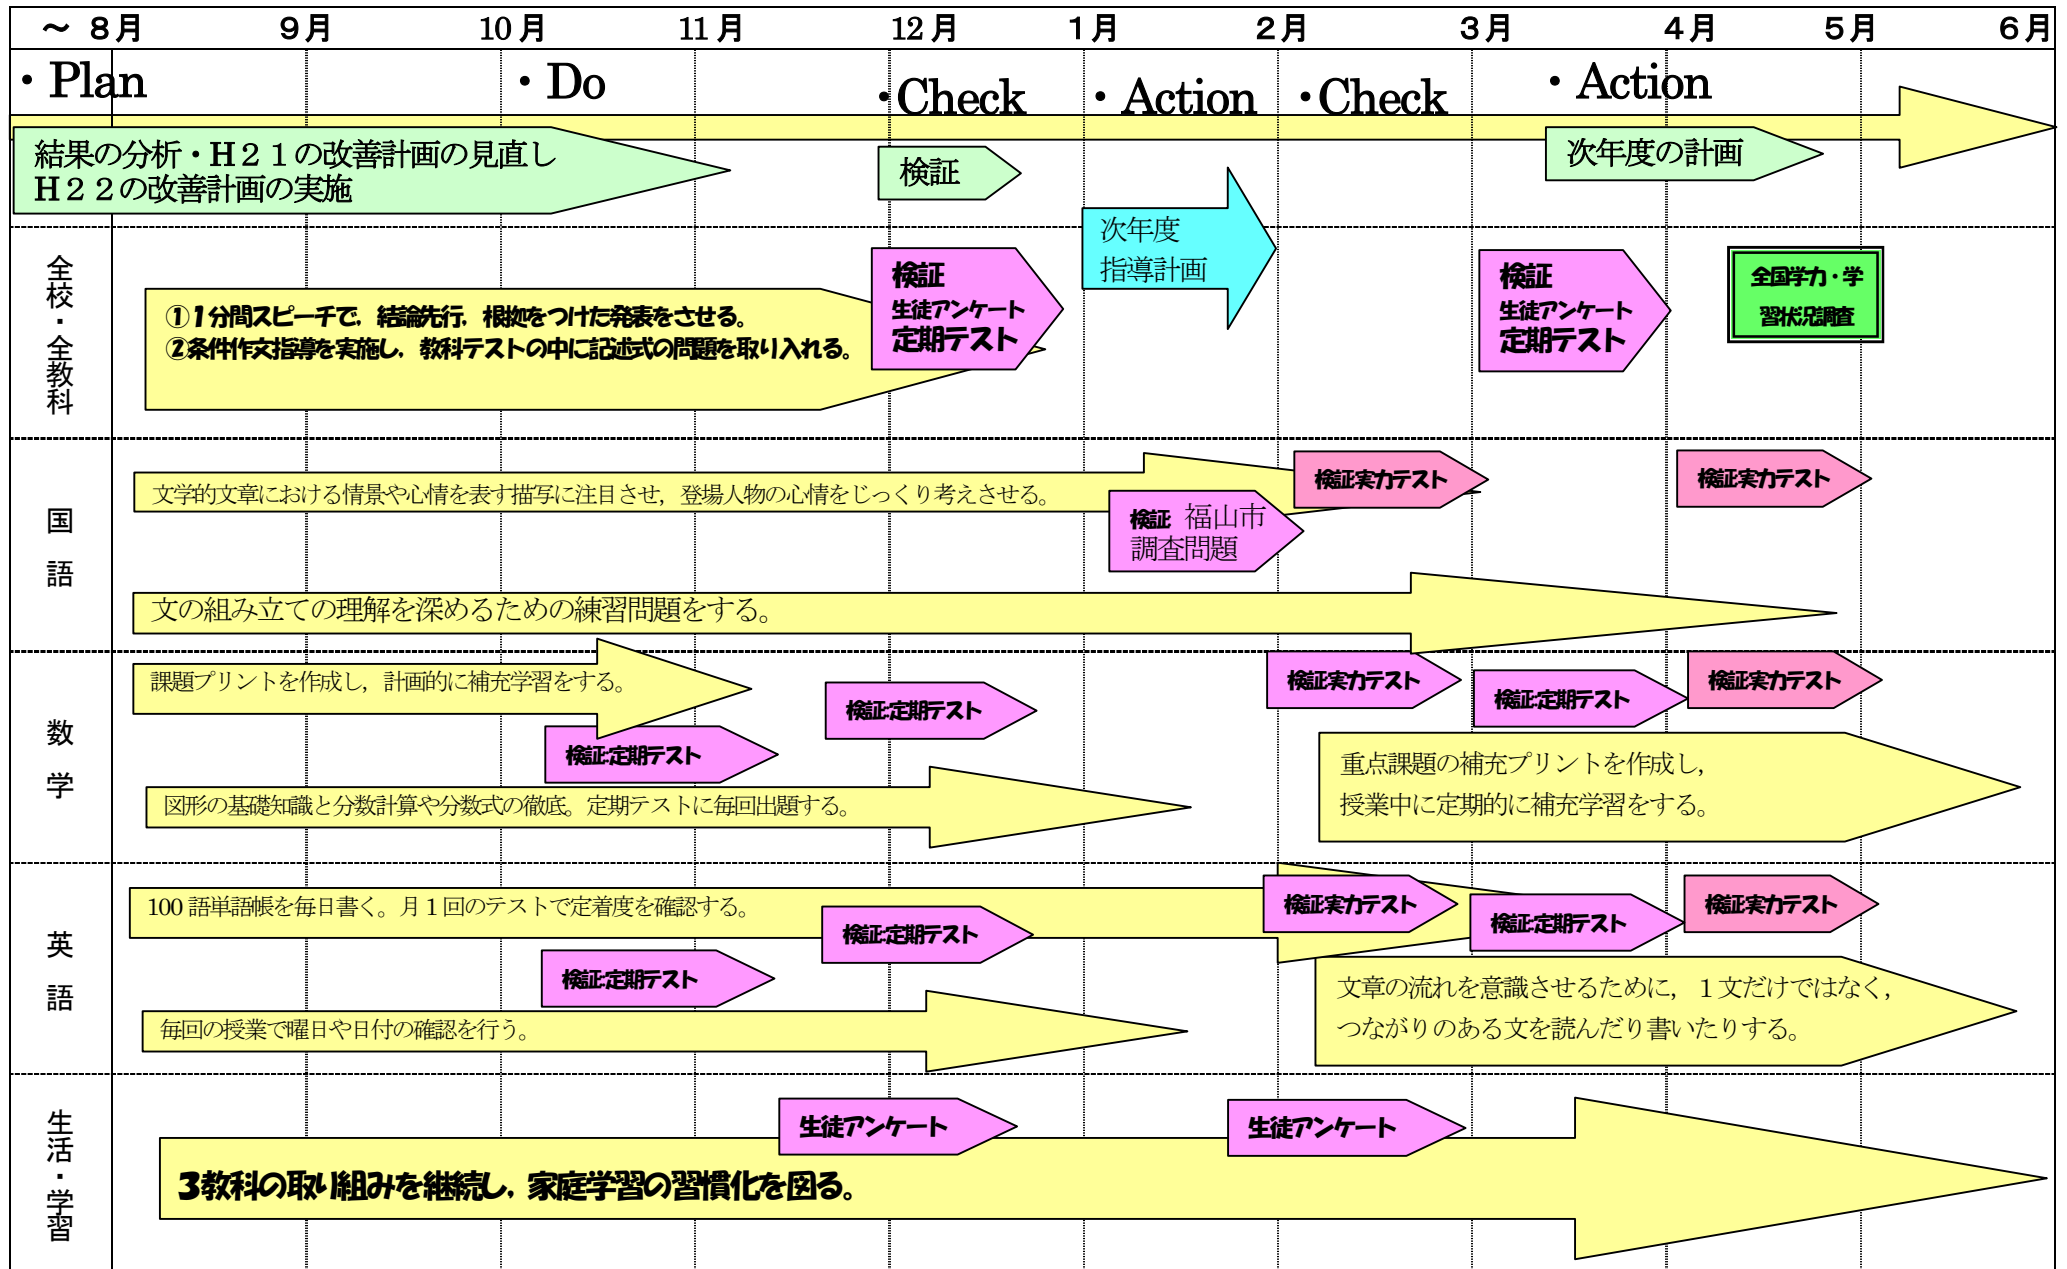 ～ 8月 9月 10月 11月 12月 1月 2月 3月 4月 5月 6月
・Plan ・Do ・Check ・Action ・Check ・Action
結果の分析・H２１の改善計画の見直し
H２２の改善計画の実施
検証
次年度の計画
次年度
指導計画
全校・全教科
①1分間スピーチで，結論先行，根拠をつけた発表をさせる。
②条件作文指導を実施し，教科テストの中に記述式の問題を取り入れる。
検証
生徒アンケート
定期テスト
検証
生徒アンケート
定期テスト
全国学力・学
習状況調査
国語
文学的文章における情景や心情を表す描写に注目させ，登場人物の心情をじっくり考えさせる。
検証実力テスト
検証実力テスト
検証 福山市
調査問題
文の組み立ての理解を深めるための練習問題をする。
数学
課題プリントを作成し，計画的に補充学習をする。
検証:定期テスト
検証:定期テスト
検証実力テスト
検証:定期テスト
検証実力テスト
図形の基礎知識と分数計算や分数式の徹底。定期テストに毎回出題する。
重点課題の補充プリントを作成し，
授業中に定期的に補充学習をする。
英語
100 語単語帳を毎日書く。月１回のテストで定着度を確認する。
検証:定期テスト
検証:定期テスト
検証実力テスト
検証:定期テスト
検証実力テスト
毎回の授業で曜日や日付の確認を行う。
文章の流れを意識させるために，１文だけではなく，
つながりのある文を読んだり書いたりする。
生活・学習
生徒アンケート
生徒アンケート
3教科の取り組みを継続し，家庭学習の習慣化を図る。